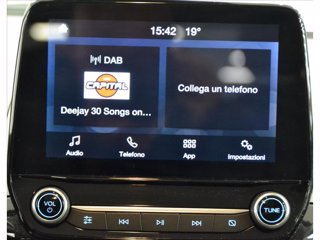 15:42 19°
DAB
CAPITAL
Deejay 30 Songs on...
Collega un telefono
Audio Telefono App Impostazioni
VOL
TUNE